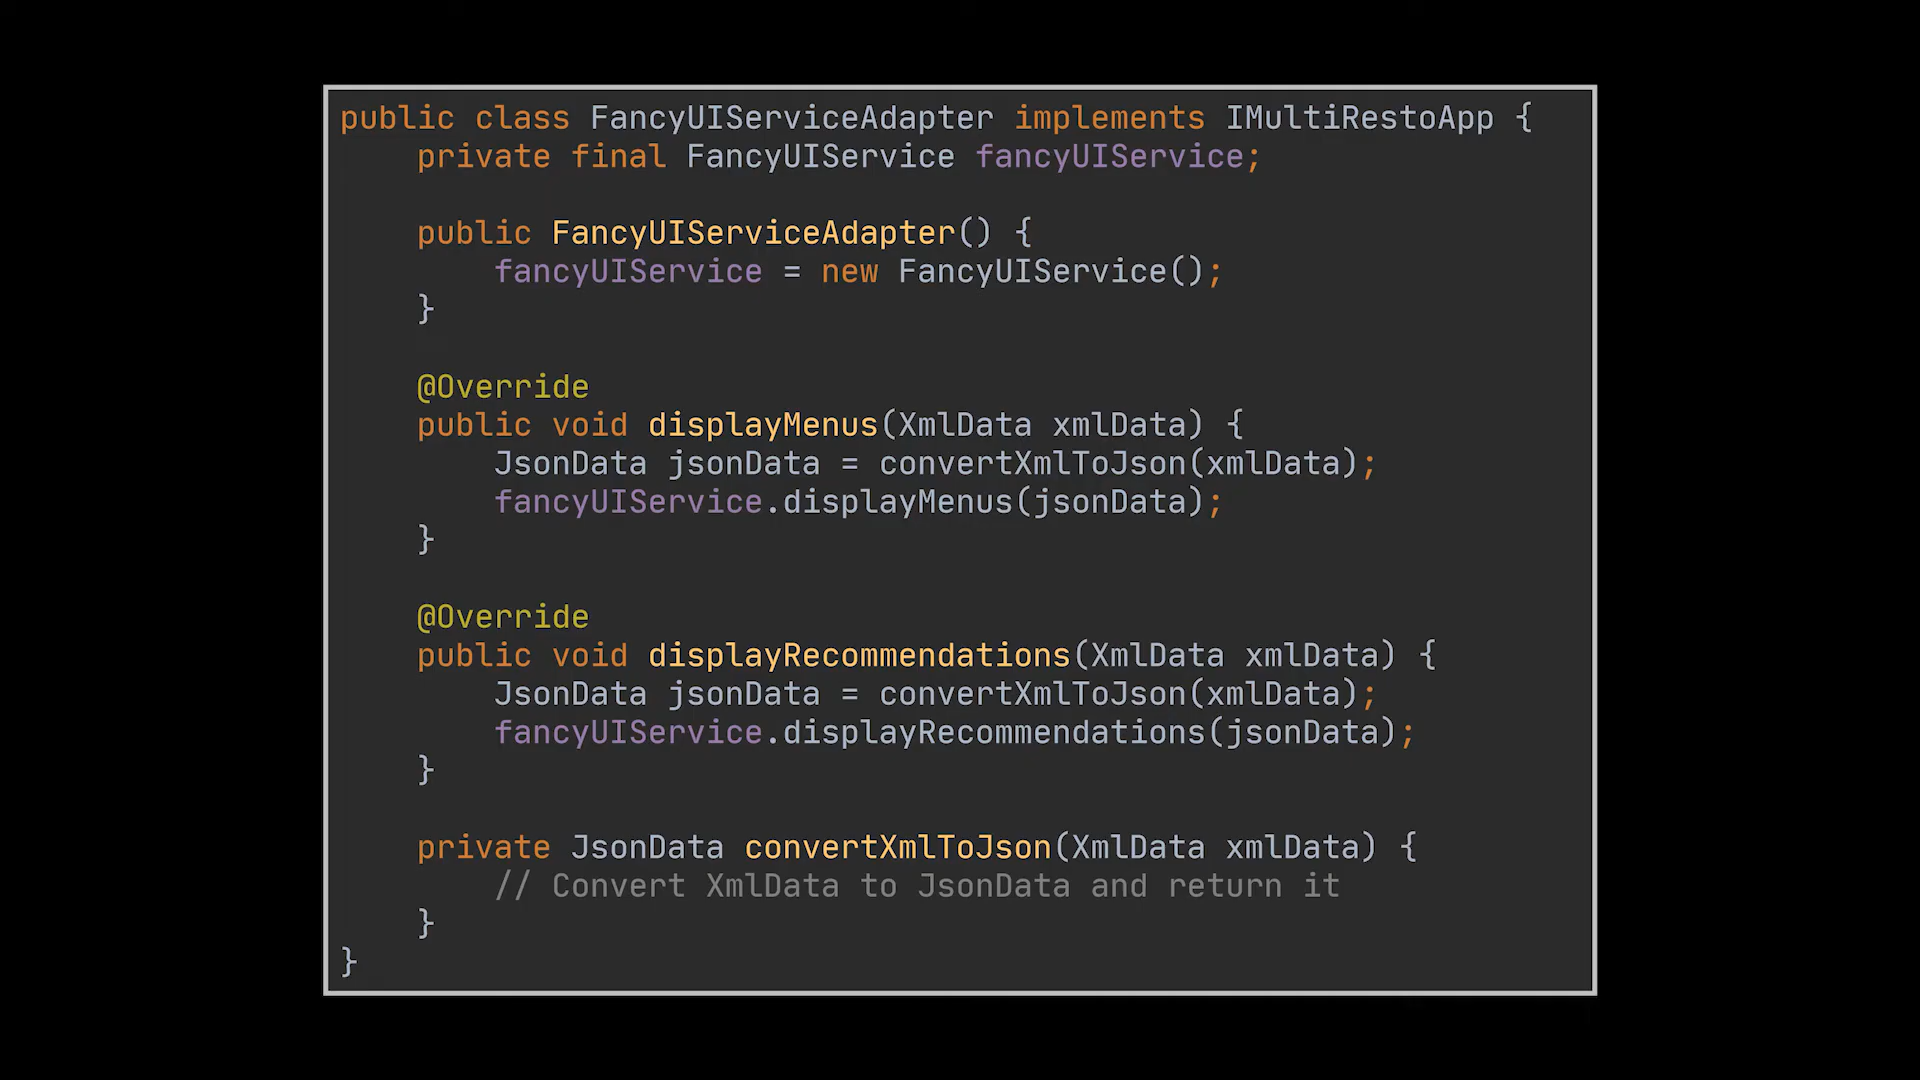 public class FancyUIServiceAdapter implements IMultiRestoApp {
    private final FancyUIService fancyUIService;

    public FancyUIServiceAdapter() {
        fancyUIService = new FancyUIService();
    }

    @Override
    public void displayMenus(XmlData xmlData) {
        JsonData jsonData = convertXmlToJson(xmlData);
        fancyUIService.displayMenus(jsonData);
    }

    @Override
    public void displayRecommendations(XmlData xmlData) {
        JsonData jsonData = convertXmlToJson(xmlData);
        fancyUIService.displayRecommendations(jsonData);
    }

    private JsonData convertXmlToJson(XmlData xmlData) {
        // Convert XmlData to JsonData and return it
    }
}